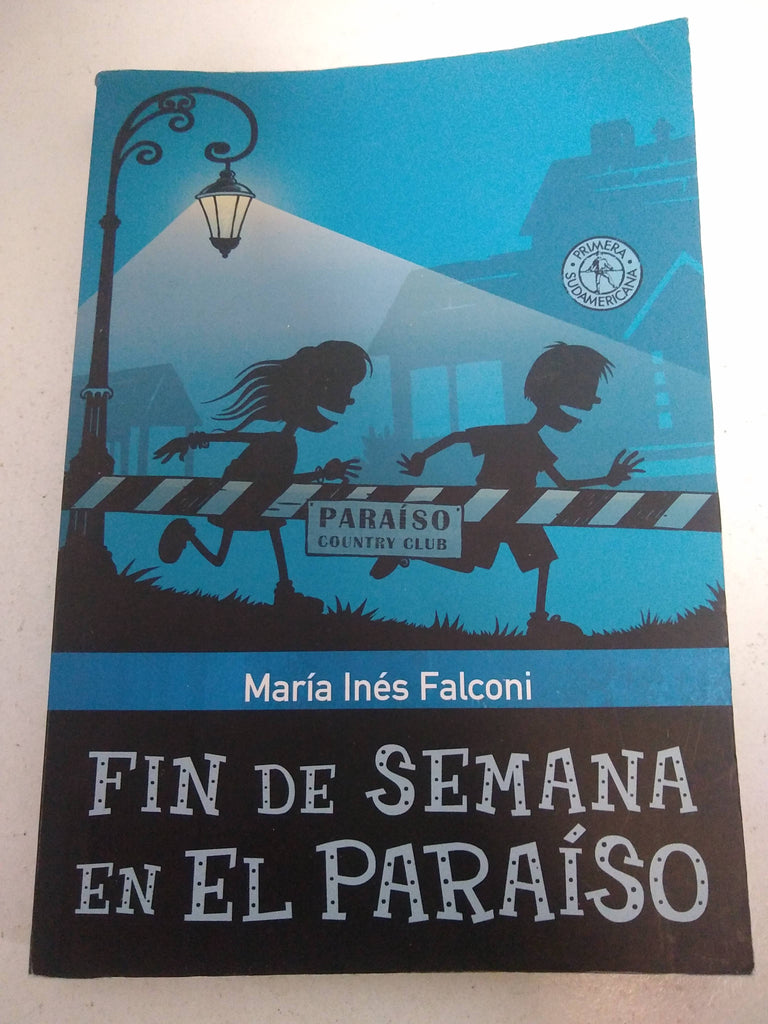 PRIMERA
SUDAMERICANA
PARAÍSO
COUNTRY CLUB
María Inés Falconi
FIN DE SEMANA
EN EL PARAÍSO